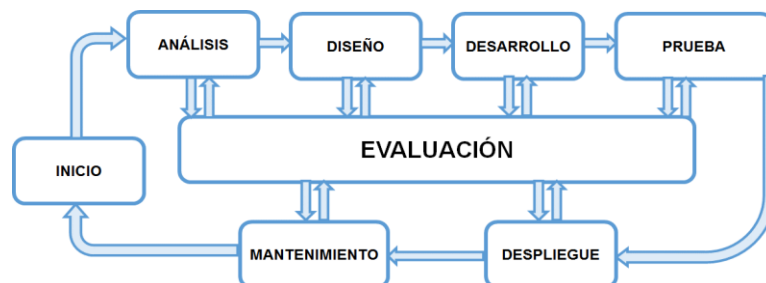 ANÁLISIS
DISEÑO
DESARROLLO
PRUEBA
EVALUACIÓN
INICIO
MANTENIMIENTO
DESPLIEGUE